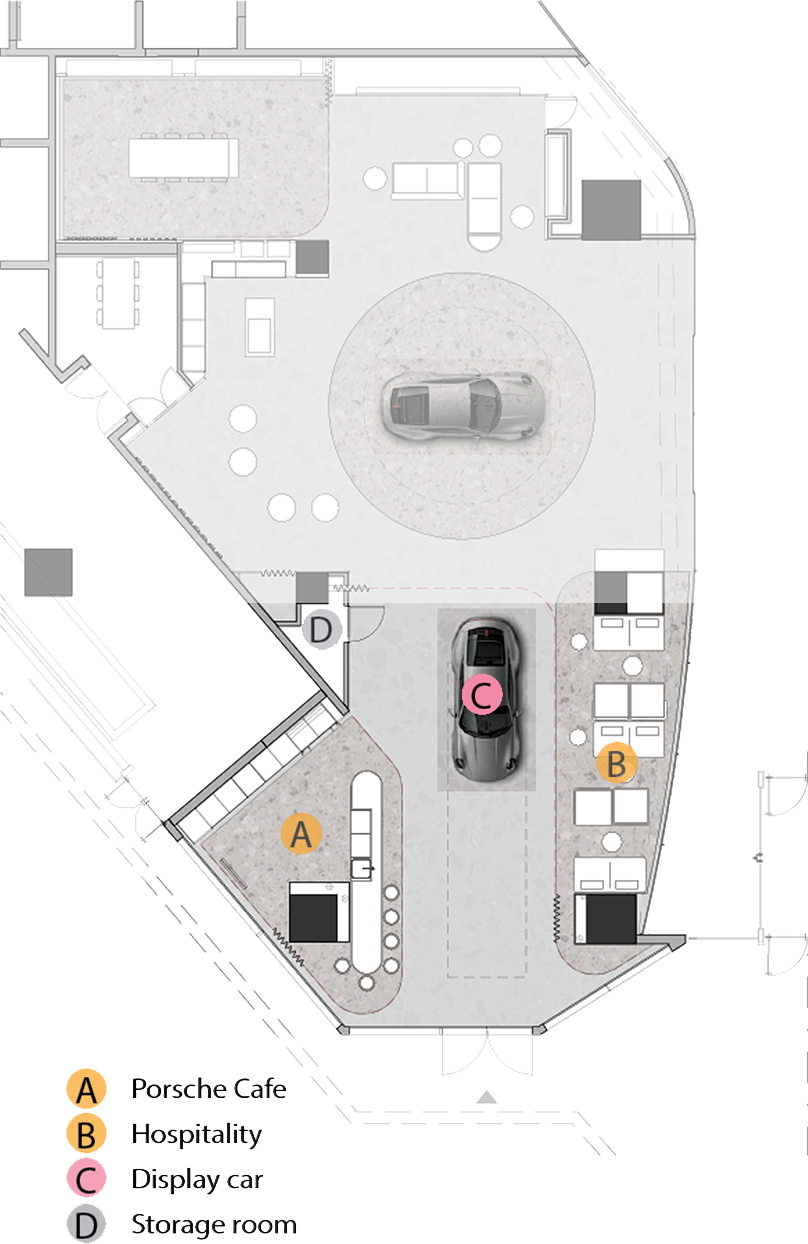 D
C
B
A
A Porsche Cafe
B Hospitality
C Display car
D Storage room